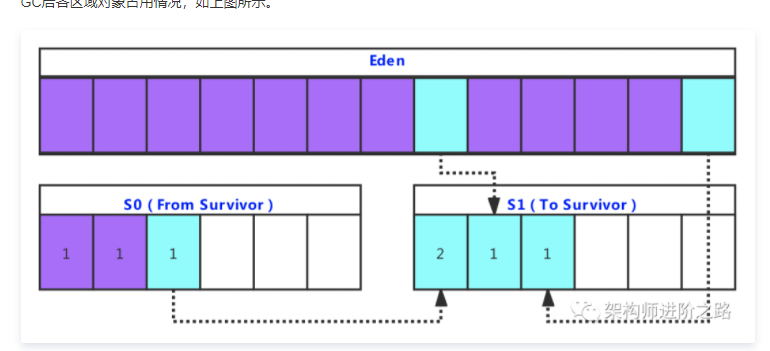 GC后各区域对象占用情况，如上图所示。
Eden
S0 ( From Survivor )
S1 ( To Survivor )
1 1 1
2 1 1
架构师进阶之路